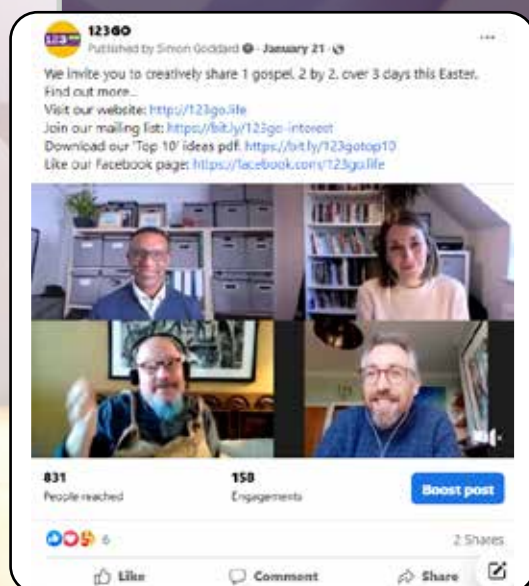 123GO
Published by Simon Goddard · January 21 ·
We invite you to creatively share 1 gospel, 2 by 2, over 3 days this Easter.
Find out more...
Visit our website: http://123go.life
Join our mailing list: https://bit.ly/123go-interest
Download our 'Top 10' ideas pdf: https://bit.ly/123gotop10
Like our Facebook page: https://facebook.com/123go.life
831
People reached
158
Engagements
Boost post
6
2 Shares
Like
Comment
Share